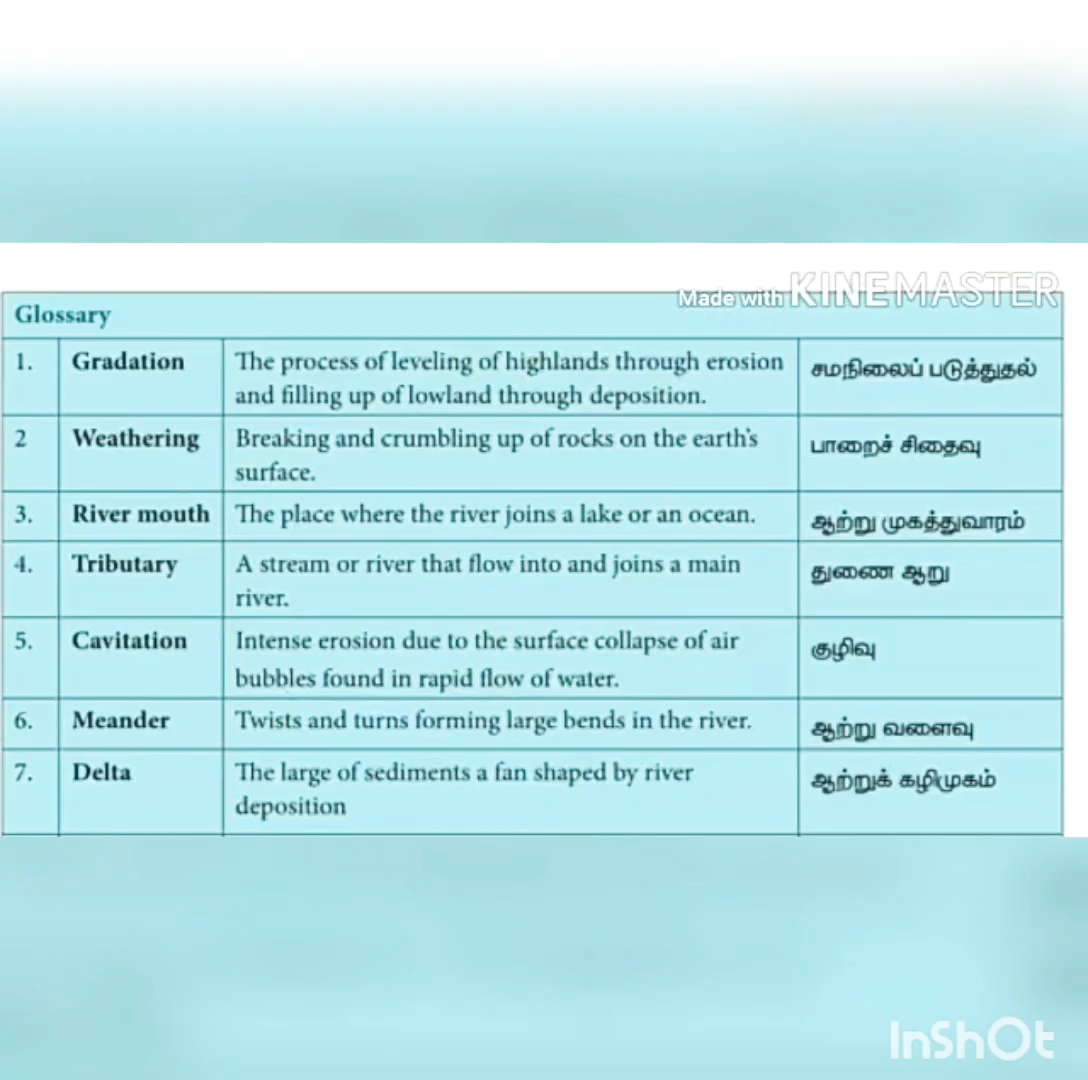 Made with KINEMASTER
Glossary
1. Gradation The process of leveling of highlands through erosion சமநிலைப் படுத்துதல்
and filling up of lowland through deposition.
2 Weathering Breaking and crumbling up of rocks on the earth's பாறைச் சிதைவு
surface.
3. River mouth The place where the river joins a lake or an ocean. ஆற்று முகத்துவாரம்
4. Tributary A stream or river that flow into and joins a main துணை ஆறு
river.
5. Cavitation Intense erosion due to the surface collapse of air குழிவு
bubbles found in rapid flow of water.
6. Meander Twists and turns forming large bends in the river. ஆற்று வளைவு
7. Delta The large of sediments a fan shaped by river ஆற்றுக் கழிமுகம்
deposition
InShOt